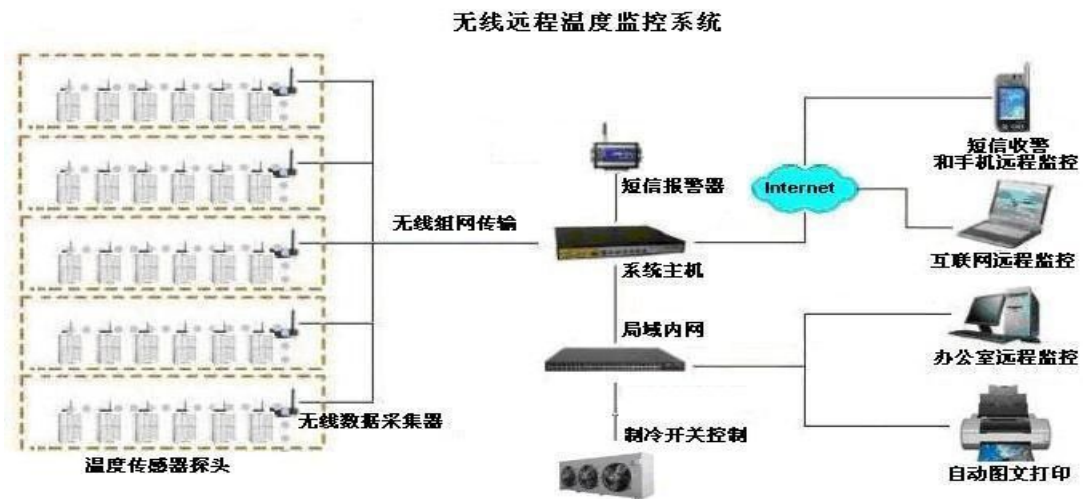 无线远程温度监控系统
短信收警
和手机远程监控
短信报警器
Internet
无线组网传输
系统主机
互联网远程监控
局域内网
办公室远程监控
无线数据采集器
制冷开关控制
温度传感器探头
自动图文打印